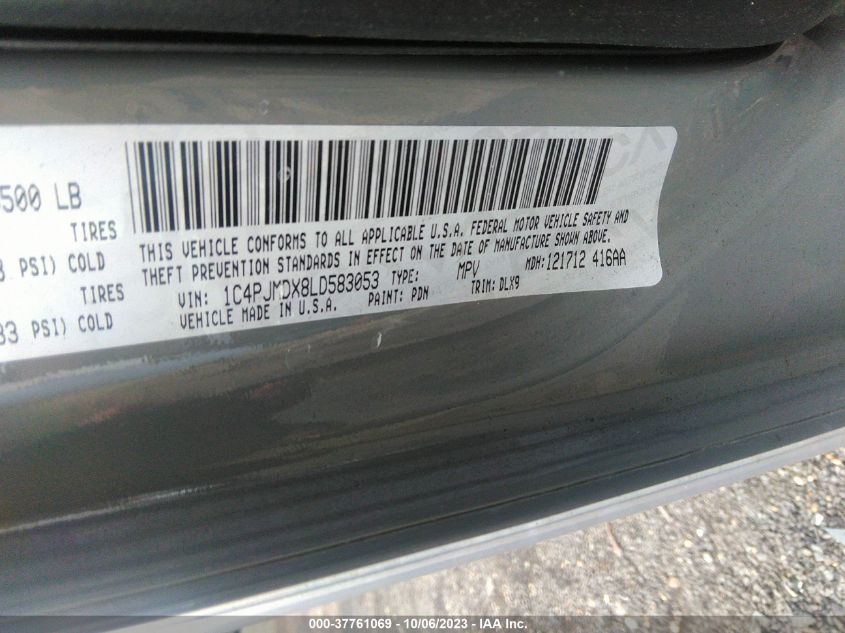 500 LB
TIRES
PSI) COLD
TIRES
33 PSI) COLD
THIS VEHICLE CONFORMS TO ALL APPLICABLE U.S.A. FEDERAL MOTOR VEHICLE SAFETY AND
THEFT PREVENTION STANDARDS IN EFFECT ON THE DATE OF MANUFACTURE SHOWN ABOVE.
VIN: 1C4PJMDX8LD583053 TYPE: MPV MDH:121712 416AA
VEHICLE MADE IN U.S.A. PAINT: PDN TRIM: DLX9
000-37761069 - 10/06/2023 - IAA Inc.